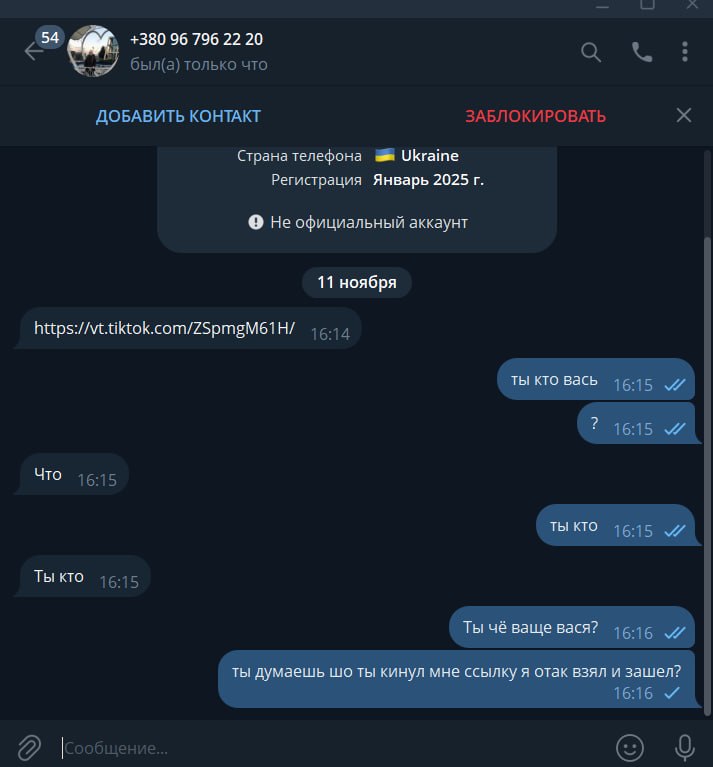 54
+380 96 796 22 20
был(а) только что
ДОБАВИТЬ КОНТАКТ
ЗАБЛОКИРОВАТЬ
Страна телефона Ukraine
Регистрация Январь 2025 г.
Не официальный аккаунт
11 ноября
https://vt.tiktok.com/ZSpmgM61H/ 16:14
ты кто вась 16:15
? 16:15
Что 16:15
ты кто 16:15
Ты кто 16:15
Ты чё ваще вася? 16:16
ты думаешь шо ты кинул мне ссылку я отак взял и зашел?
16:16
Сообщение...